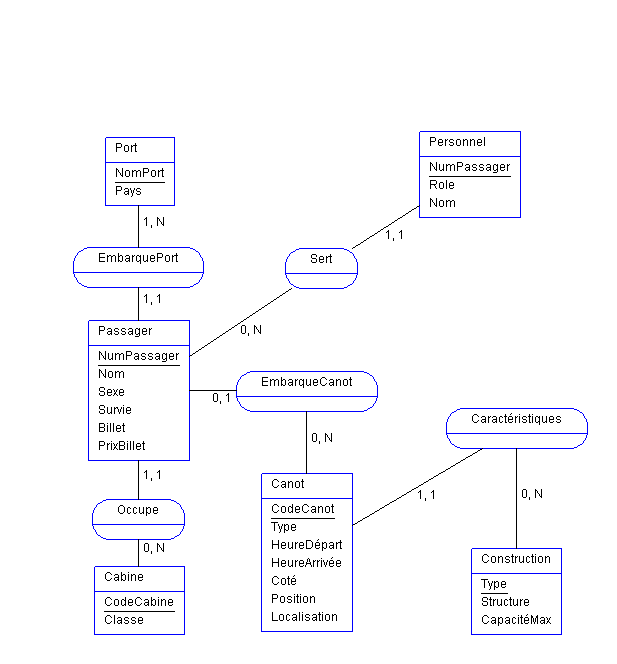 Port
NomPort
Pays
1, N
EmbarquePort
1, 1
Personnel
NumPassager
Role
Nom
1, 1
Sert
0, N
Passager
NumPassager
Nom
Sexe
Survie
Billet
PrixBillet
0, 1
EmbarqueCanot
0, N
1, 1
Occupe
0, N
Cabine
CodeCabine
Classe
Canot
CodeCanot
Type
HeureDépart
HeureArrivée
Coté
Position
Localisation
Caractéristiques
1, 1
0, N
Construction
Type
Structure
CapacitéMax